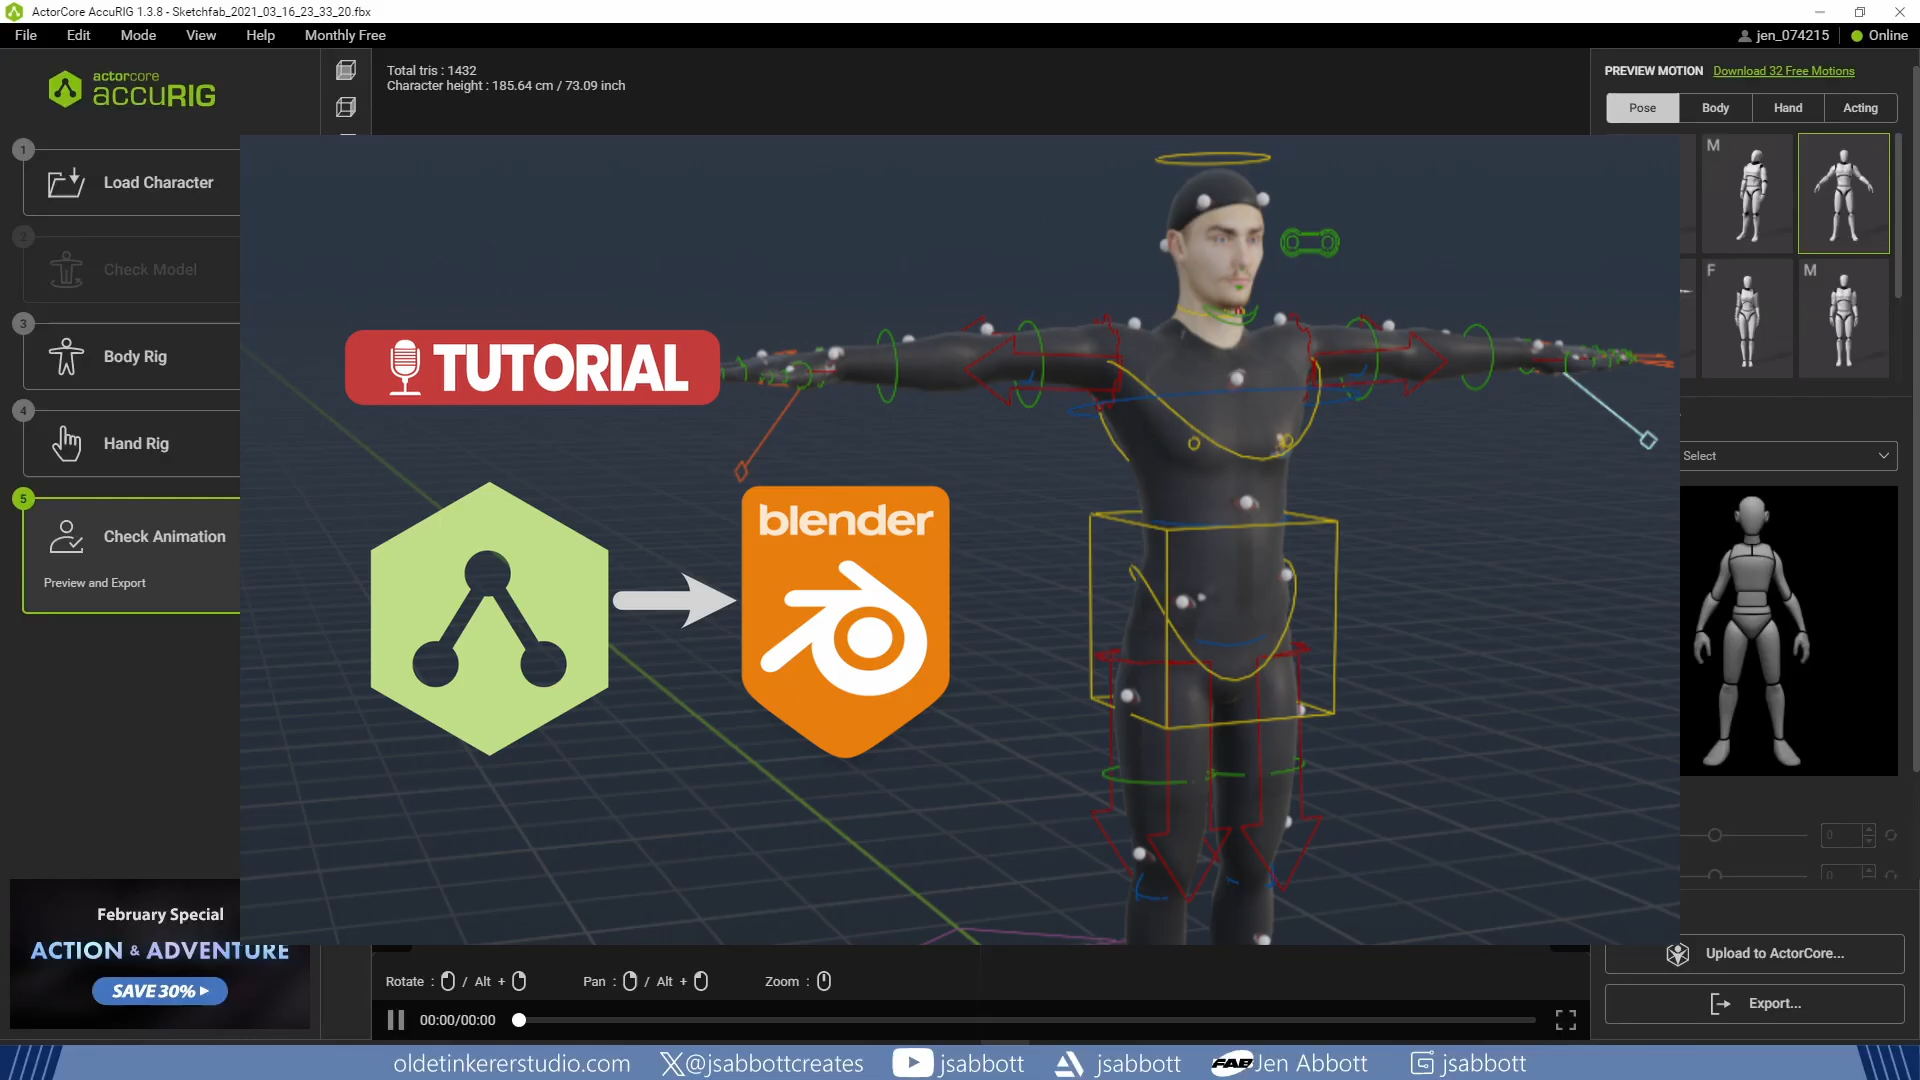 ActorCore AccuRIG 1.3.8 - Sketchfab_2021_03_16_23_33_20.fbx
File Edit Mode View Help Monthly Free
jen_074215 Online
actorcore
accuRIG
Total tris : 1432
Character height : 185.64 cm / 73.09 inch
PREVIEW MOTION Download 32 Free Motions
Pose Body Hand Acting
M
F M
1
Load Character
2
Check Model
3
Body Rig
4
Hand Rig
5
Check Animation
Preview and Export
TUTORIAL
blender
Select
0
0
February Special
ACTION & ADVENTURE
SAVE 30%
Upload to ActorCore...
Export...
Rotate : / Alt + Pan : / Alt + Zoom :
00:00/00:00
oldetinkererstudio.com X@jsabbottcreates jsabbott jsabbott FAB Jen Abbott jsabbott